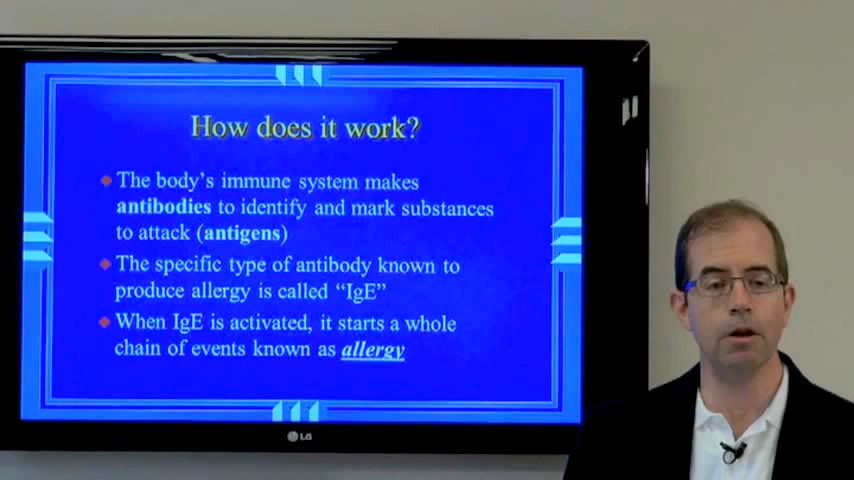 How does it work?
The body's immune system makes
antibodies to identify and mark substances
to attack (antigens)
The specific type of antibody known to
produce allergy is called “IgE”
When IgE is activated, it starts a whole
chain of events known as allergy
LG